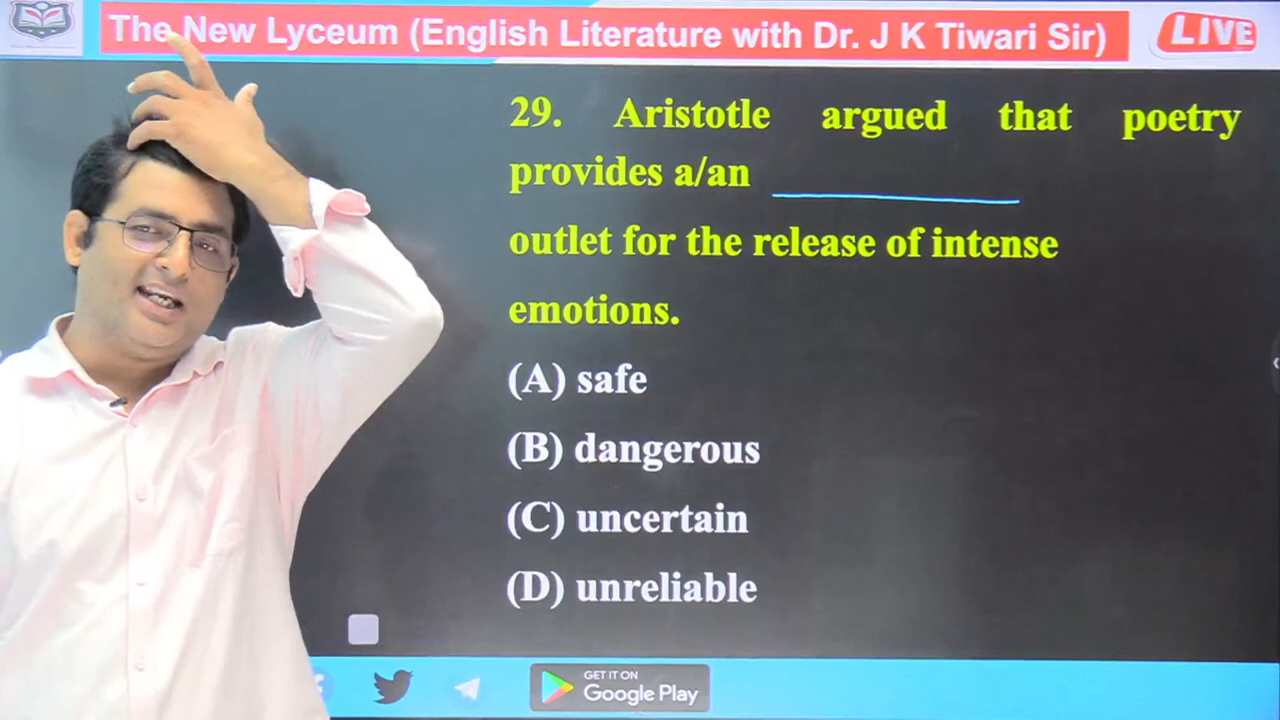 The New Lyceum (English Literature with Dr. J K Tiwari Sir)
LIVE
29. Aristotle argued that poetry
provides a/an
outlet for the release of intense
emotions.
(A) safe
(B) dangerous
(C) uncertain
(D) unreliable
GET IT ON
Google Play